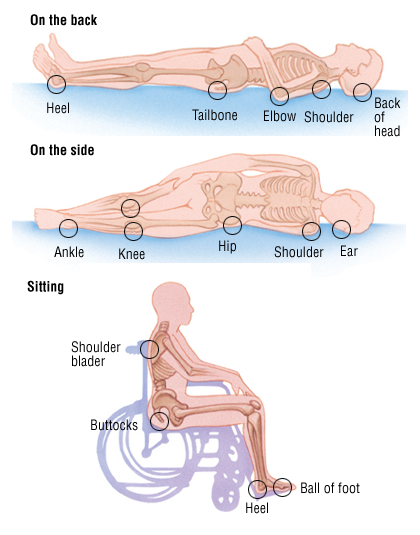 On the back
Heel
Tailbone
Elbow
Shoulder
Back
of
head
On the side
Ankle
Knee
Hip
Shoulder
Ear
Sitting
Shoulder
blader
Buttocks
Ball of foot
Heel